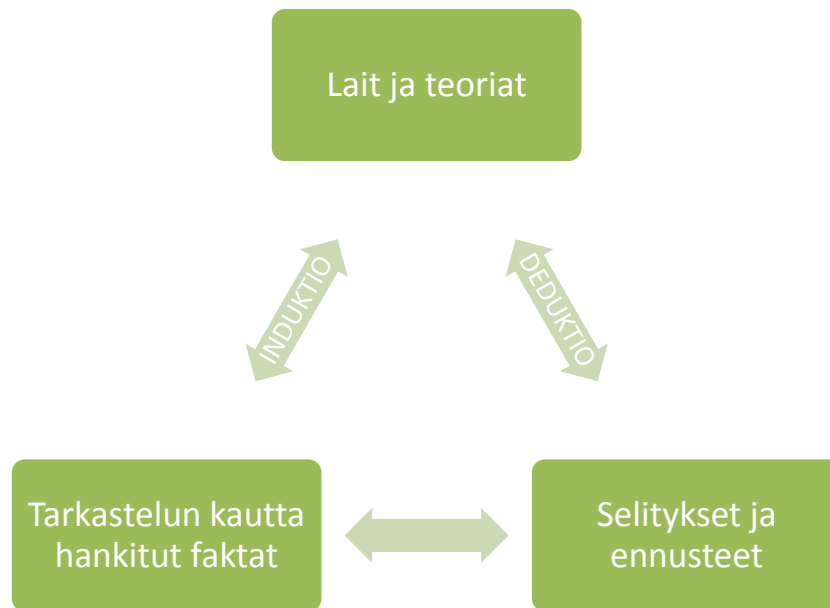 Lait ja teoriat
INDUKTIO
DEDUKTIO
Tarkastelun kautta
hankitut faktat
Selitykset ja
ennusteet